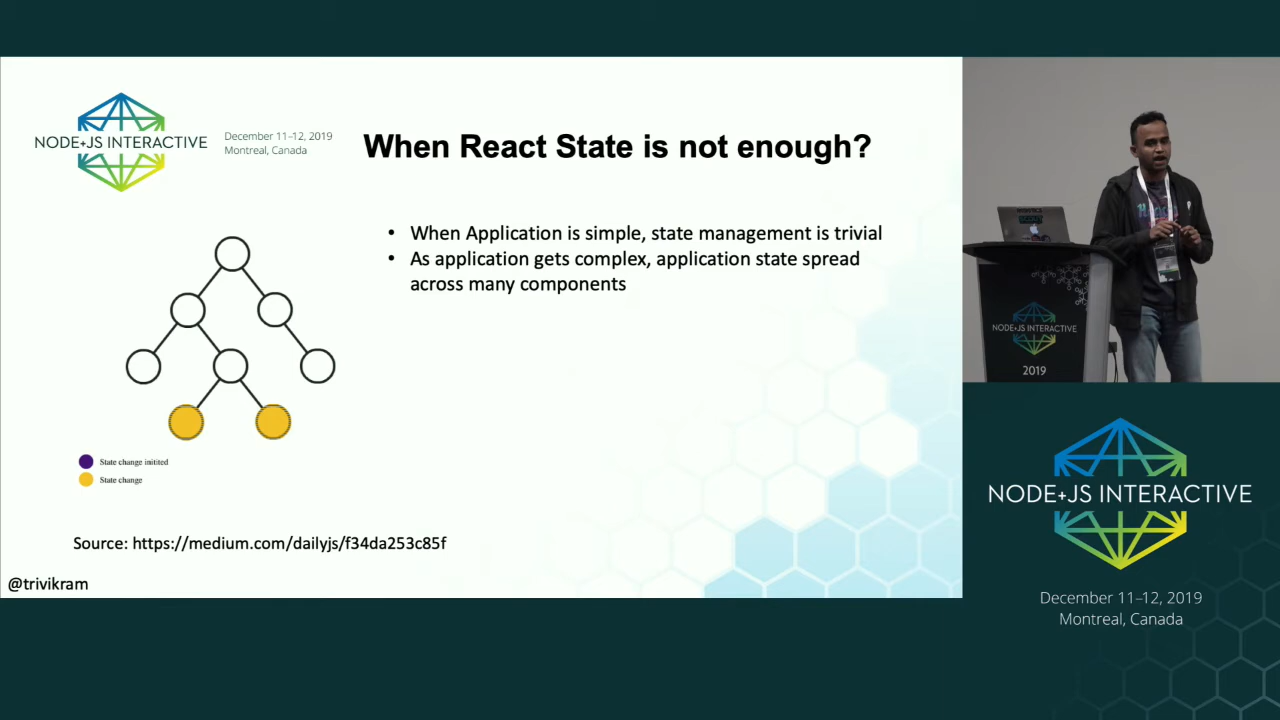 NODE+JS INTERACTIVE
December 11–12, 2019
Montreal, Canada
When React State is not enough?
• When Application is simple, state management is trivial
• As application gets complex, application state spread
across many components
State change initited
State change
Source: https://medium.com/dailyjs/f34da253c85f
@trivikram
NODE+JS INTERACTIVE
2019
NODE+JS INTERACTIVE
December 11–12, 2019
Montreal, Canada